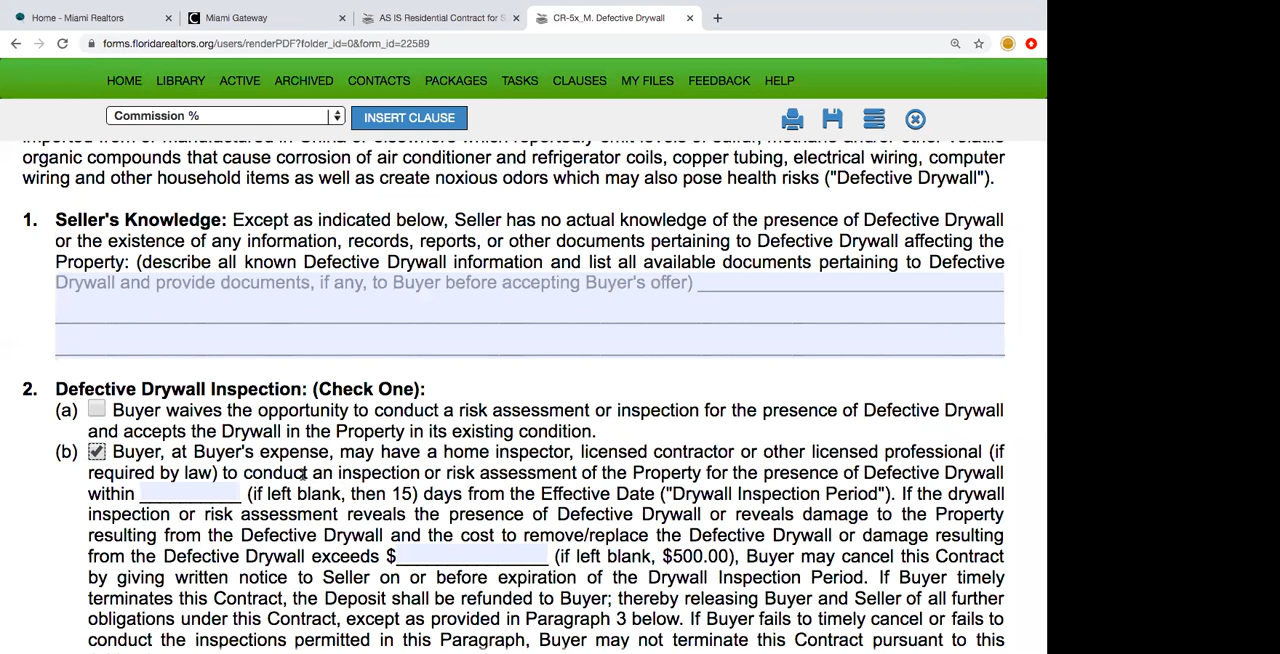 Home - Miami Realtors
Miami Gateway
AS IS Residential Contract for S
CR-5x_M. Defective Drywall
forms.floridarealtors.org/users/renderPDF?folder_id=0&form_id=22589
HOME LIBRARY ACTIVE ARCHIVED CONTACTS PACKAGES TASKS CLAUSES MY FILES FEEDBACK HELP
Commission %
INSERT CLAUSE
organic compounds that cause corrosion of air conditioner and refrigerator coils, copper tubing, electrical wiring, computer
wiring and other household items as well as create noxious odors which may also pose health risks ("Defective Drywall").
1. Seller's Knowledge: Except as indicated below, Seller has no actual knowledge of the presence of Defective Drywall
or the existence of any information, records, reports, or other documents pertaining to Defective Drywall affecting the
Property: (describe all known Defective Drywall information and list all available documents pertaining to Defective
Drywall and provide documents, if any, to Buyer before accepting Buyer's offer)
2. Defective Drywall Inspection: (Check One):
(a) Buyer waives the opportunity to conduct a risk assessment or inspection for the presence of Defective Drywall
and accepts the Drywall in the Property in its existing condition.
(b) Buyer, at Buyer's expense, may have a home inspector, licensed contractor or other licensed professional (if
required by law) to conduct an inspection or risk assessment of the Property for the presence of Defective Drywall
within (if left blank, then 15) days from the Effective Date ("Drywall Inspection Period"). If the drywall
inspection or risk assessment reveals the presence of Defective Drywall or reveals damage to the Property
resulting from the Defective Drywall and the cost to remove/replace the Defective Drywall or damage resulting
from the Defective Drywall exceeds $ (if left blank, $500.00), Buyer may cancel this Contract
by giving written notice to Seller on or before expiration of the Drywall Inspection Period. If Buyer timely
terminates this Contract, the Deposit shall be refunded to Buyer; thereby releasing Buyer and Seller of all further
obligations under this Contract, except as provided in Paragraph 3 below. If Buyer fails to timely cancel or fails to
conduct the inspections permitted in this Paragraph, Buyer may not terminate this Contract pursuant to this